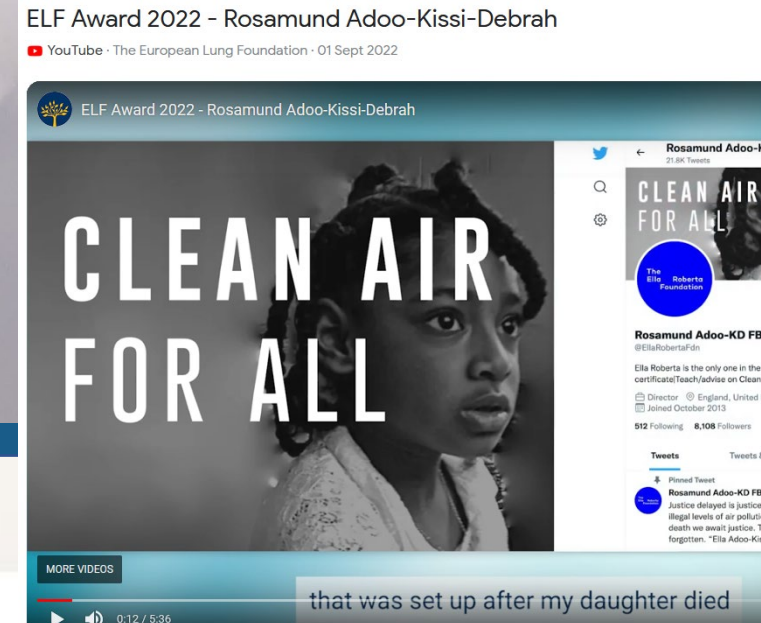 ELF Award 2022 - Rosamund Adoo-Kissi-Debrah
YouTube · The European Lung Foundation · 01 Sept 2022
ELF Award 2022 - Rosamund Adoo-Kissi-Debrah
CLEAN AIR
FOR ALL
Rosamund Adoo-K
21.8K Tweets
CLEAN AIR
FOR ALL
The
Ella Roberta
Foundation
Rosamund Adoo-KD FB
@EllaRobertaFdn
Ella Roberta is the only one in the
certificate|Teach/advise on Clean
Director England, United
Joined October 2013
512 Following 8,108 Followers
Tweets Tweets &
Pinned Tweet
Rosamund Adoo-KD FB
Justice delayed is justice
illegal levels of air polluti
death we await justice. T
forgotten. "Ella Adoo-Kis
MORE VIDEOS
that was set up after my daughter died
0:12 / 5:36